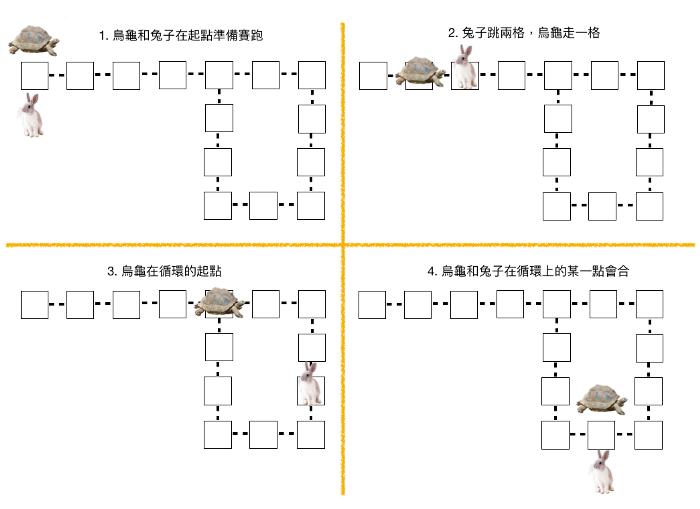 1. 烏龜和兔子在起點準備賽跑
2. 兔子跳兩格，烏龜走一格
3. 烏龜在循環的起點
4. 烏龜和兔子在循環上的某一點會合